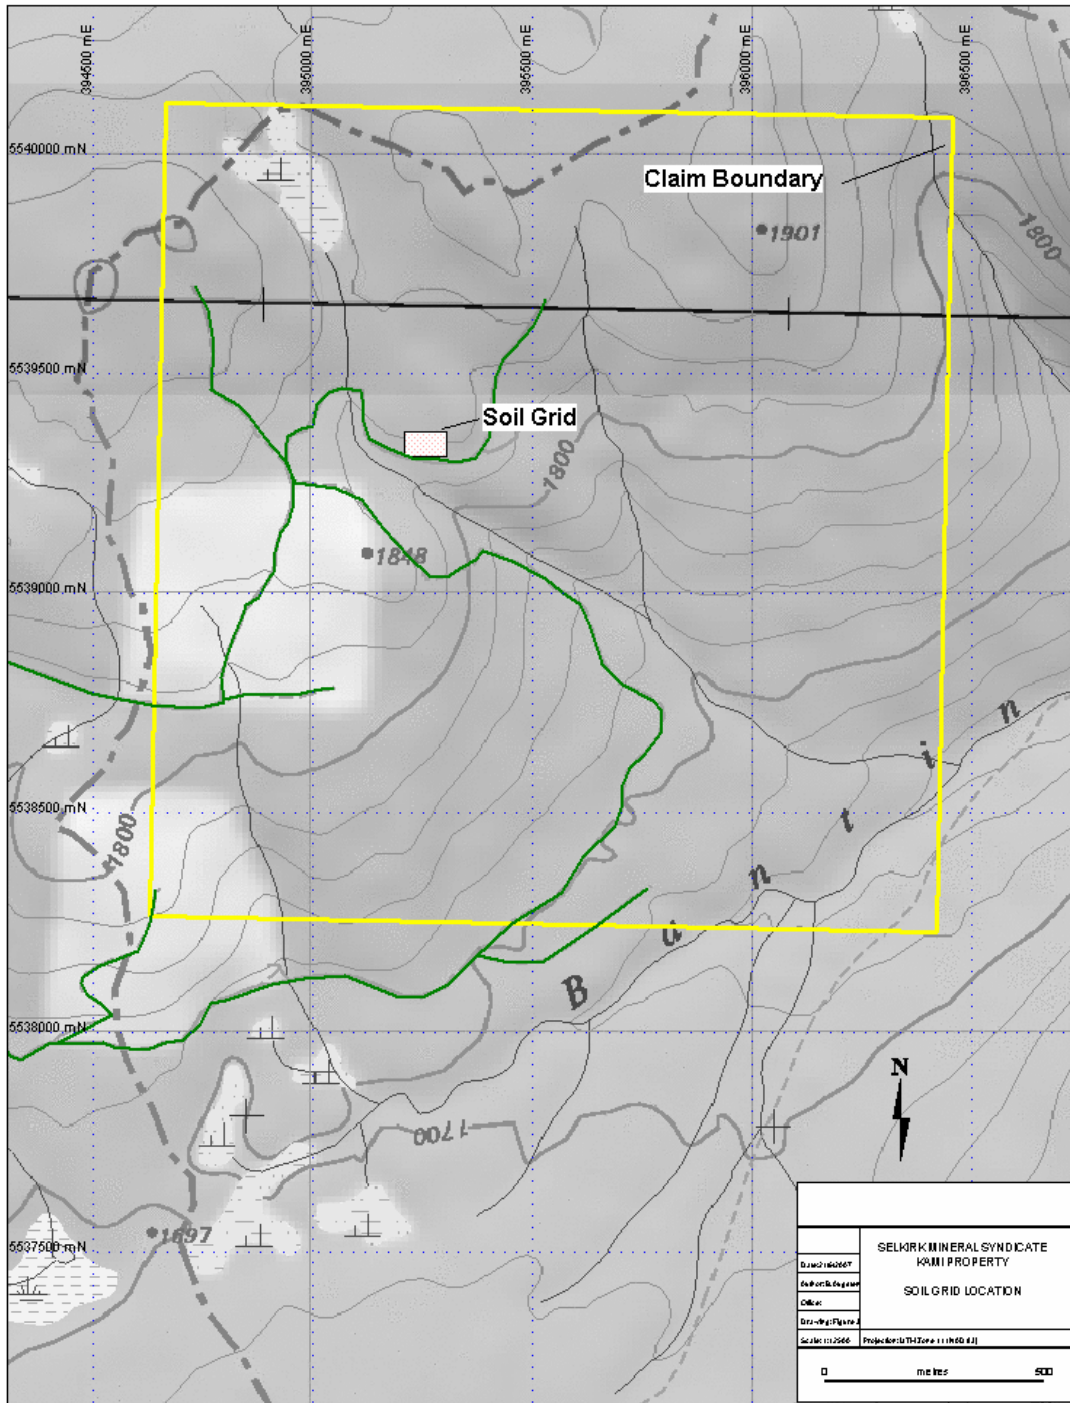 394500 mE
395000 mE
395500 mE
396000 mE
396500 mE
5540000 mN
Claim Boundary
1901
1800
5539500 mN
Soil Grid
1800
1848
5539000 mN
5538500 mN
1800
B a n t i n
5538000 mN
N
1700
1697
5537500 mN
SELKIRK MINERAL SYNDICATE
KAMI PROPERTY
SOIL GRID LOCATION
Office:
0 metres 500